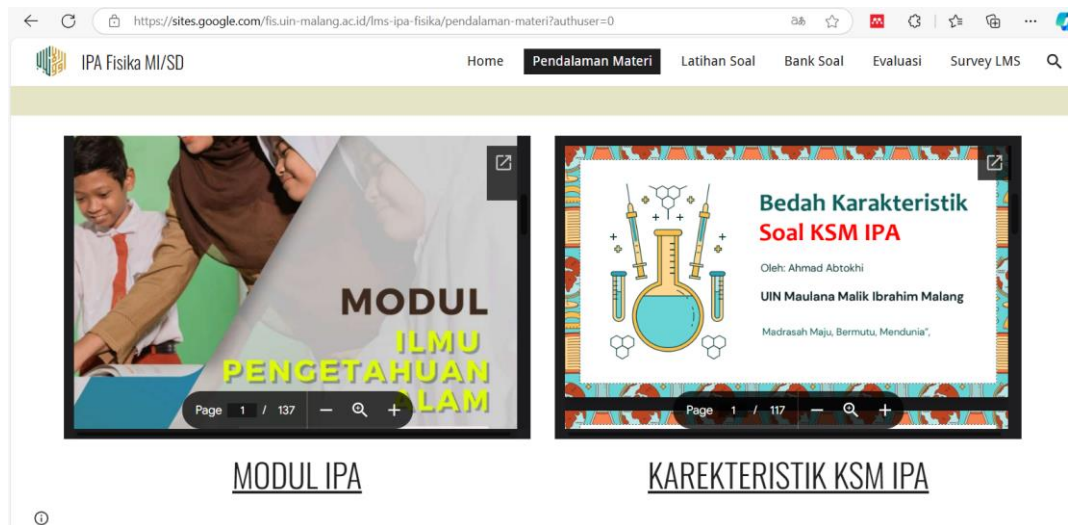 https://sites.google.com/fis.uin-malang.ac.id/lms-ipa-fisika/pendalaman-materi?authuser=0
IPA Fisika MI/SD
Home Pendalaman Materi Latihan Soal Bank Soal Evaluasi Survey LMS
MODUL
ILMU
PENGETAHUAN
ALAM
Page 1 / 137
Bedah Karakteristik
Soal KSM IPA
Oleh: Ahmad Abtokhi
UIN Maulana Malik Ibrahim Malang
Madrasah Maju, Bermutu, Mendunia",
Page 1 / 117
MODUL IPA
KAREKTERISTIK KSM IPA